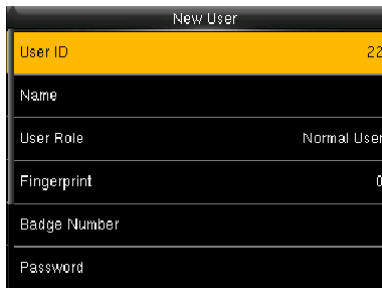 New User
User ID 22
Name
User Role Normal User
Fingerprint 0
Badge Number
Password